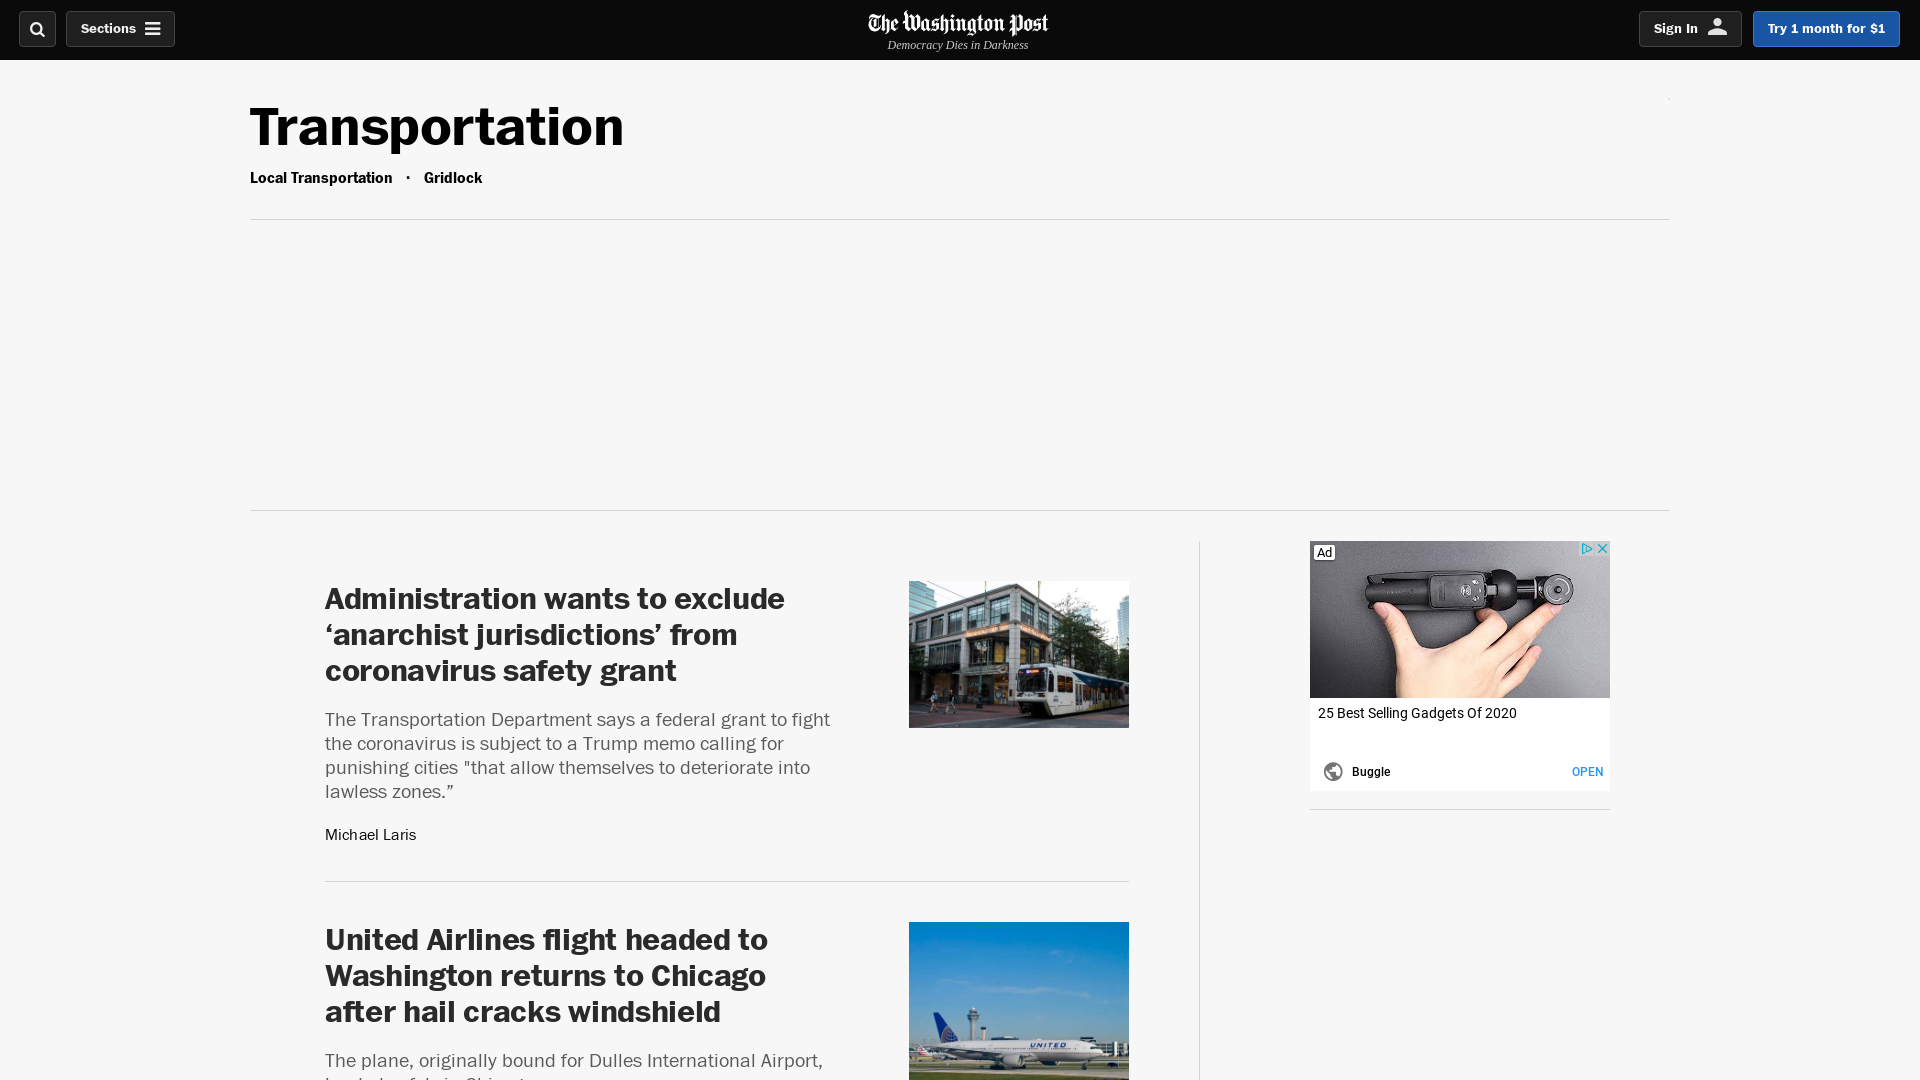 Sections
The Washington Post
Democracy Dies in Darkness
Sign In
Try 1 month for $1
Transportation
Local Transportation · Gridlock
Administration wants to exclude
‘anarchist jurisdictions’ from
coronavirus safety grant
The Transportation Department says a federal grant to fight
the coronavirus is subject to a Trump memo calling for
punishing cities "that allow themselves to deteriorate into
lawless zones.”
Michael Laris
Ad
25 Best Selling Gadgets Of 2020
Buggle
OPEN
United Airlines flight headed to
Washington returns to Chicago
after hail cracks windshield
The plane, originally bound for Dulles International Airport,
UNITED